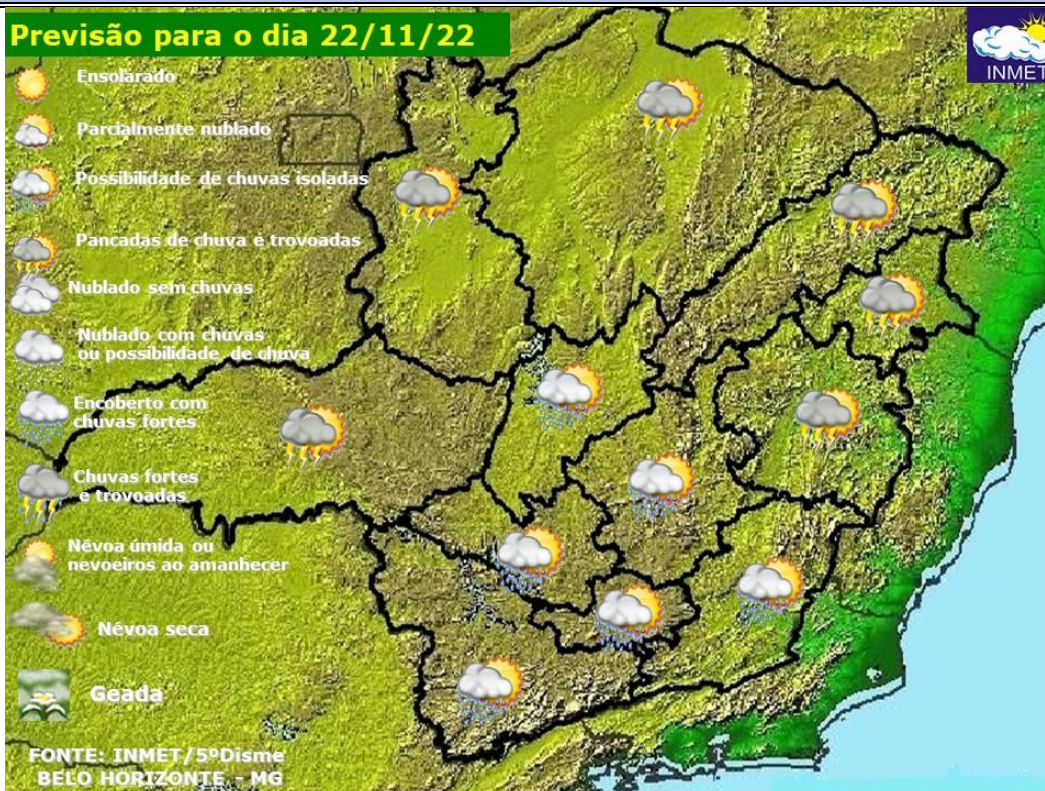 Previsão para o dia 22/11/22
INMET
Ensolarado
Parcialmente nublado
Possibilidade de chuvas isoladas
Pancadas de chuva e trovoadas
Nublado sem chuvas
Nublado com chuvas
ou possibilidade de chuva
Encoberto com
chuvas fortes
Chuvas fortes
e trovoadas
Névoa úmida ou
nevoeiros ao amanhecer
Névoa seca
Geada
FONTE: INMET/5ºDisme
BELO HORIZONTE - MG